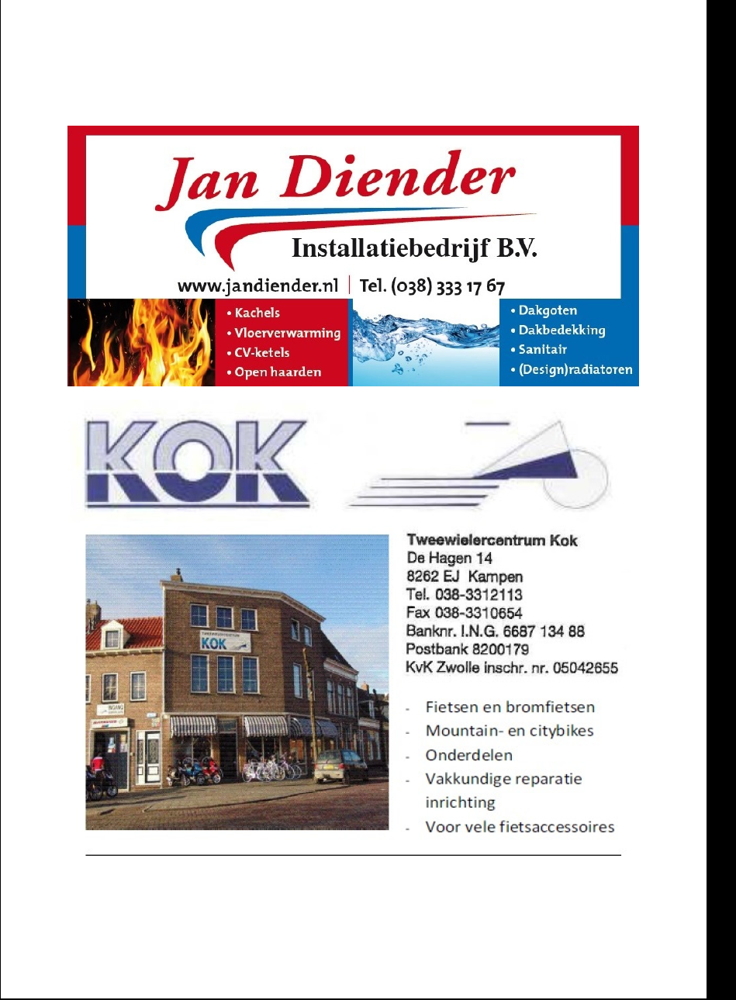 Jan Diender
Installatiebedrijf B.V.
www.jandiender.nl | Tel. (038) 333 17 67
• Kachels
• Vloerverwarming
• CV-ketels
• Open haarden
• Dakgoten
• Dakbedekking
• Sanitair
• (Design)radiatoren
KOK
TWEEWIELERCENTRUM
KOK
INGANG
Tweewielercentrum Kok
De Hagen 14
8262 EJ Kampen
Tel. 038-3312113
Fax 038-3310654
Banknr. I.N.G. 6687 134 88
Postbank 8200179
KvK Zwolle inschr. nr. 05042655
- Fietsen en bromfietsen
- Mountain- en citybikes
- Onderdelen
- Vakkundige reparatie
inrichting
- Voor vele fietsaccessoires